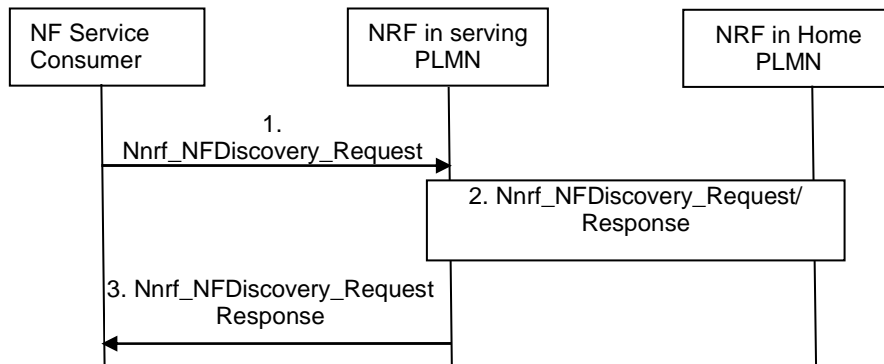 NF Service
Consumer
NRF in serving
PLMN
NRF in Home
PLMN
1.
Nnrf_NFDiscovery_Request
2. Nnrf_NFDiscovery_Request/
Response
3. Nnrf_NFDiscovery_Request
Response